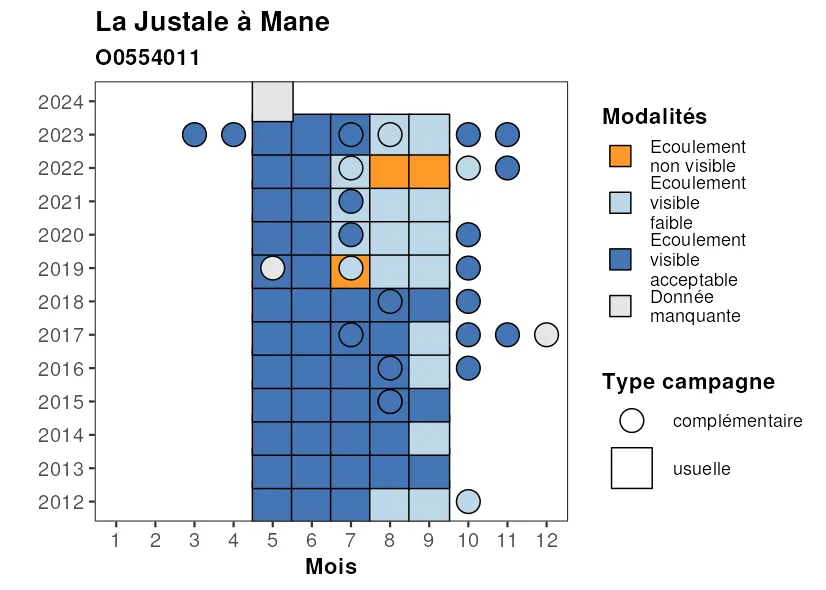 La Justale à Mane
O0554011
2024
2023
2022
2021
2020
2019
2018
2017
2016
2015
2014
2013
2012
1 2 3 4 5 6 7 8 9 10 11 12
Mois
Modalités
Ecoulement
non visible
Ecoulement
visible
faible
Ecoulement
visible
acceptable
Donnée
manquante
Type campagne
complémentaire
usuelle